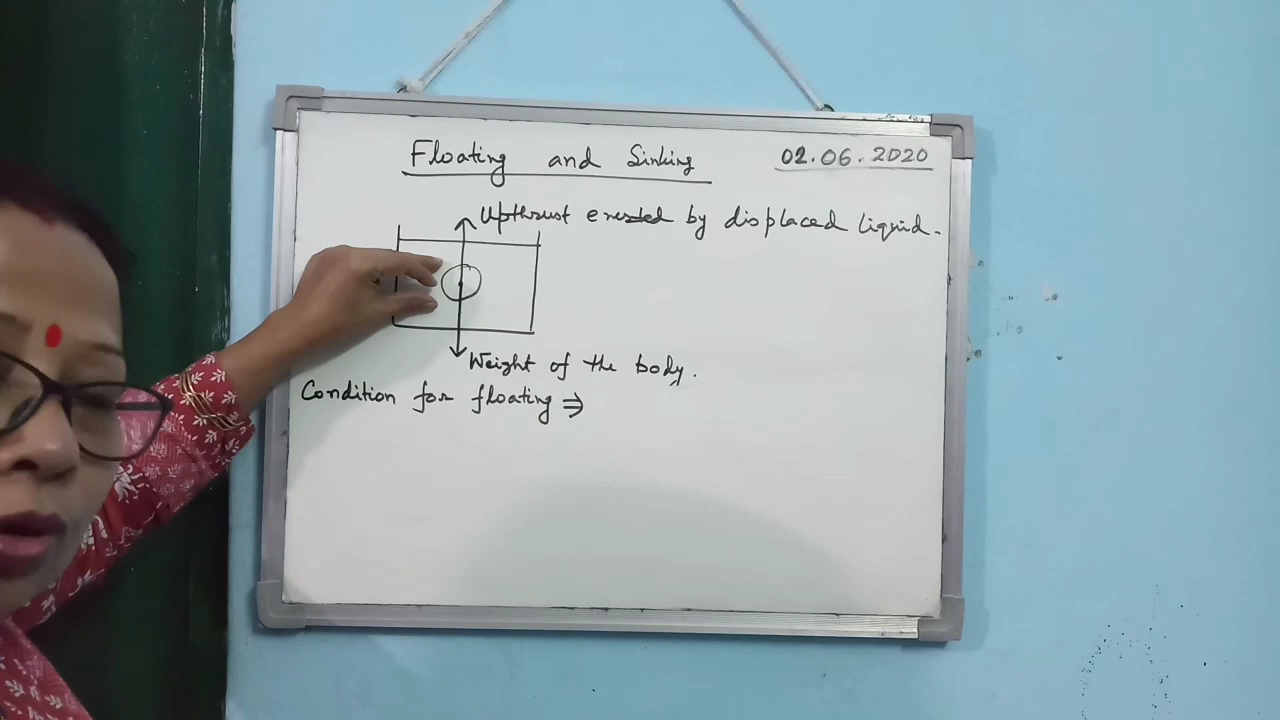 Floating and Sinking
02.06.2020
Upthrust exerted by displaced liquid.
Weight of the body.
Condition for floating ⇒